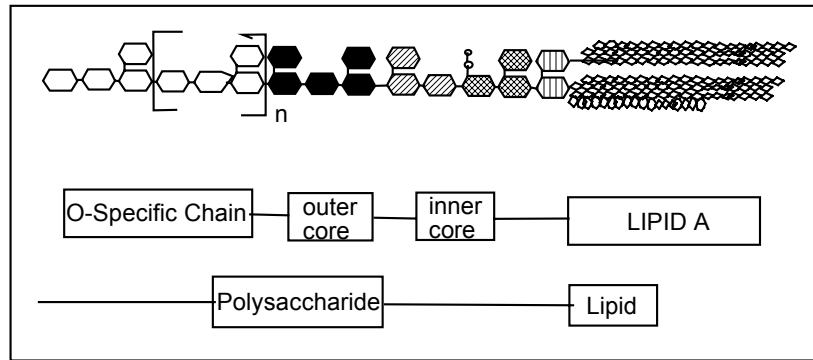 n
O-Specific Chain
outer
core
inner
core
LIPID A
Polysaccharide
Lipid